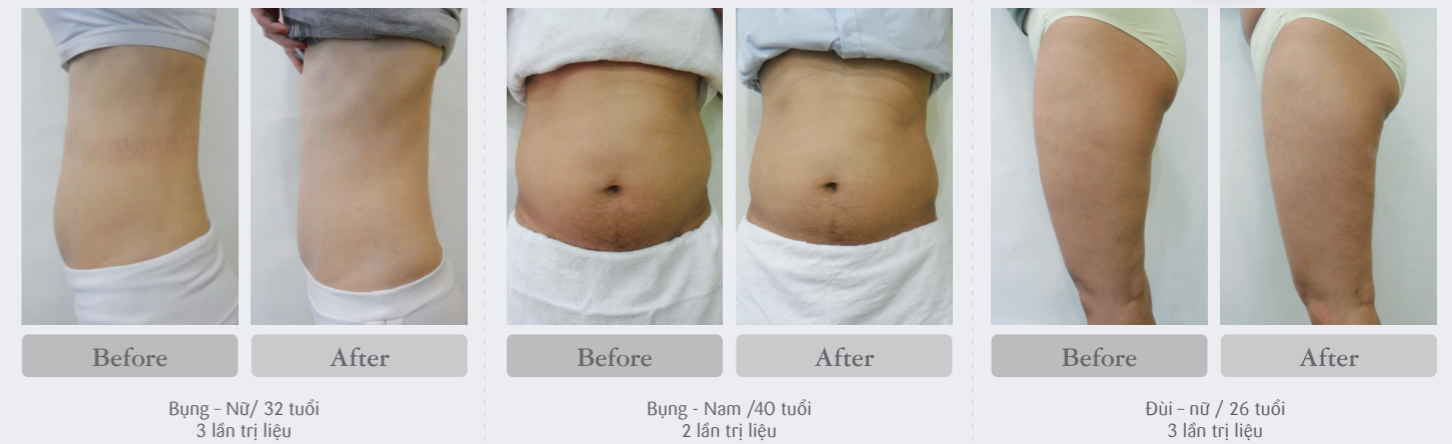 Before
After
Before
After
Before
After
Bụng – Nữ/ 32 tuổi
3 lần trị liệu
Bụng - Nam /40 tuổi
2 lần trị liệu
Đùi – nữ / 26 tuổi
3 lần trị liệu